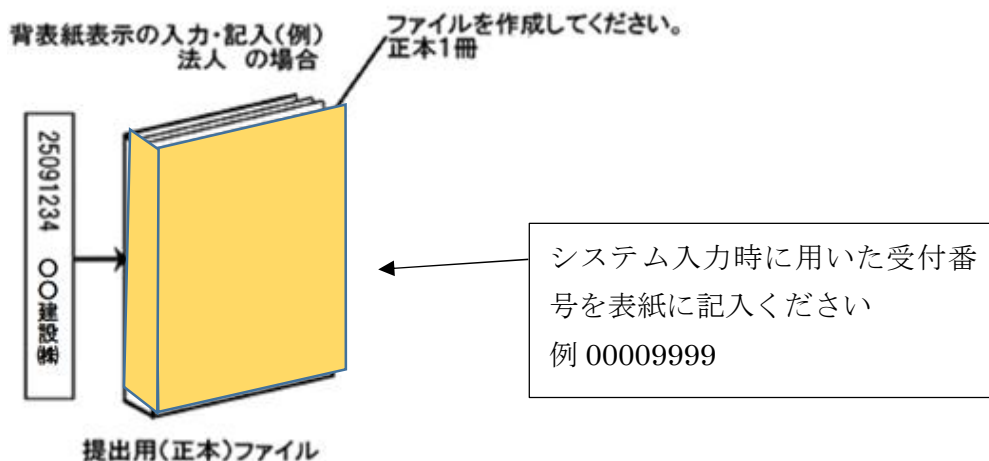 背表紙表示の入力・記入(例)
法人 の場合
ファイルを作成してください。
正本1冊
25091234 〇〇建設㈱
システム入力時に用いた受付番
号を表紙に記入ください
例 00009999
提出用(正本)ファイル